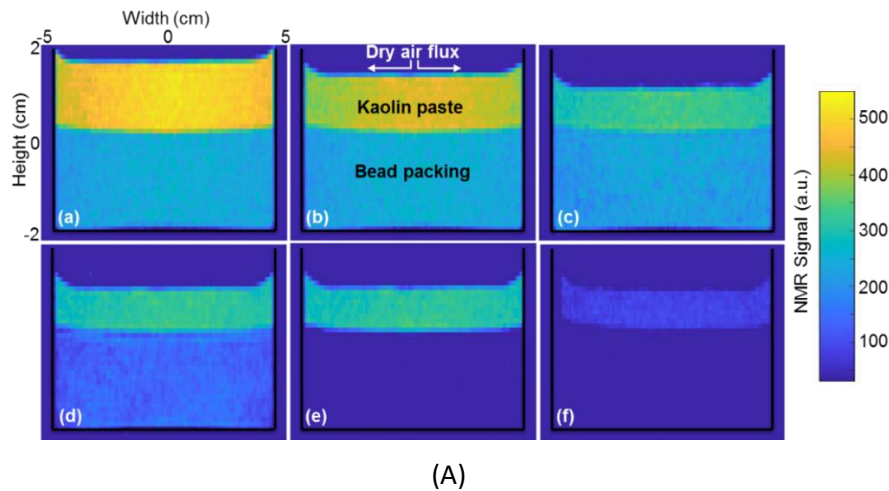 Width (cm)
-5 0 5
2
0
-2
Height (cm)
(a)
Dry air flux
Kaolin paste
Bead packing
(b)
(c)
(d)
(e)
(f)
500
400
300
200
100
NMR Signal (a.u.)
(A)